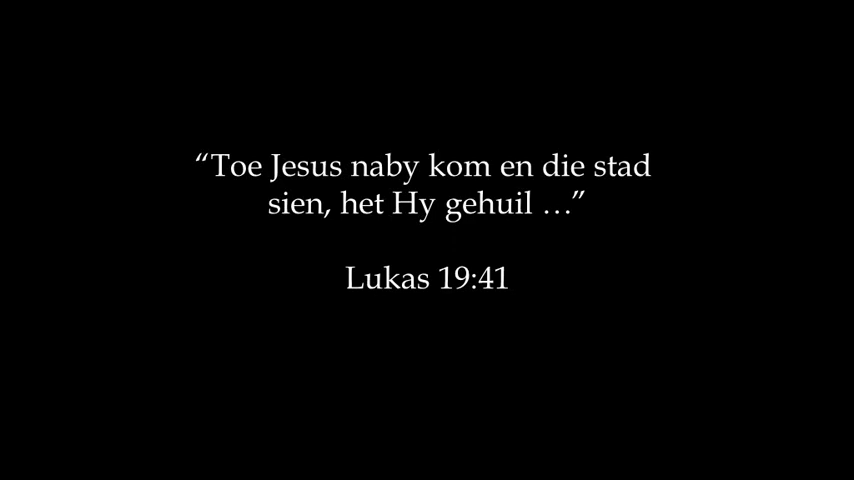 “Toe Jesus naby kom en die stad
sien, het Hy gehuil …”
Lukas 19:41